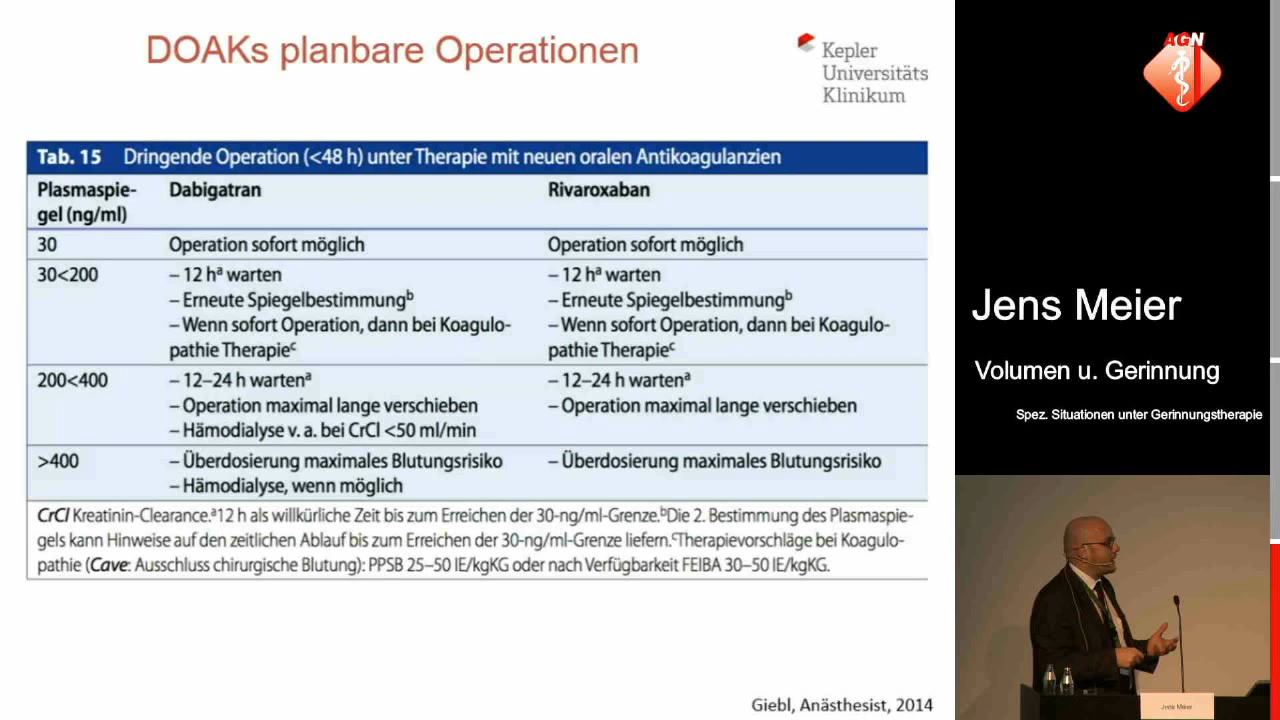 DOAKs planbare Operationen
Kepler
Universitäts
Klinikum
Tab. 15 Dringende Operation (<48 h) unter Therapie mit neuen oralen Antikoagulanzien
Plasmaspie-
gel (ng/ml)
Dabigatran
Rivaroxaban
30 Operation sofort möglich Operation sofort möglich
30<200 – 12 hᵃ warten – 12 hᵃ warten
– Erneute Spiegelbestimmungᵇ – Erneute Spiegelbestimmungᵇ
– Wenn sofort Operation, dann bei Koagulo- – Wenn sofort Operation, dann bei Koagulo-
pathie Therapieᶜ pathie Therapieᶜ
200<400 – 12–24 h wartenᵃ – 12–24 h wartenᵃ
– Operation maximal lange verschieben – Operation maximal lange verschieben
– Hämodialyse v. a. bei CrCl <50 ml/min
>400 – Überdosierung maximales Blutungsrisiko – Überdosierung maximales Blutungsrisiko
– Hämodialyse, wenn möglich
CrCl Kreatinin-Clearance.ᵃ12 h als willkürliche Zeit bis zum Erreichen der 30-ng/ml-Grenze.ᵇDie 2. Bestimmung des Plasmaspie-
gels kann Hinweise auf den zeitlichen Ablauf bis zum Erreichen der 30-ng/ml-Grenze liefern.ᶜTherapievorschläge bei Koagulo-
pathie (Cave: Ausschluss chirurgische Blutung): PPSB 25–50 IE/kgKG oder nach Verfügbarkeit FEIBA 30–50 IE/kgKG.
Giebl, Anästhesist, 2014
AGN
Jens Meier
Volumen u. Gerinnung
Spez. Situationen unter Gerinnungstherapie
Jens Meier